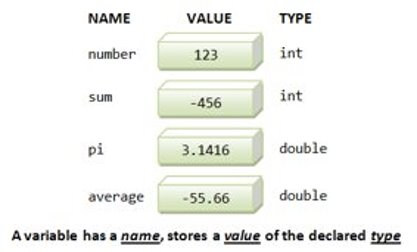 NAME VALUE TYPE
number 123 int
sum -456 int
pi 3.1416 double
average -55.66 double
A variable has a name, stores a value of the declared type